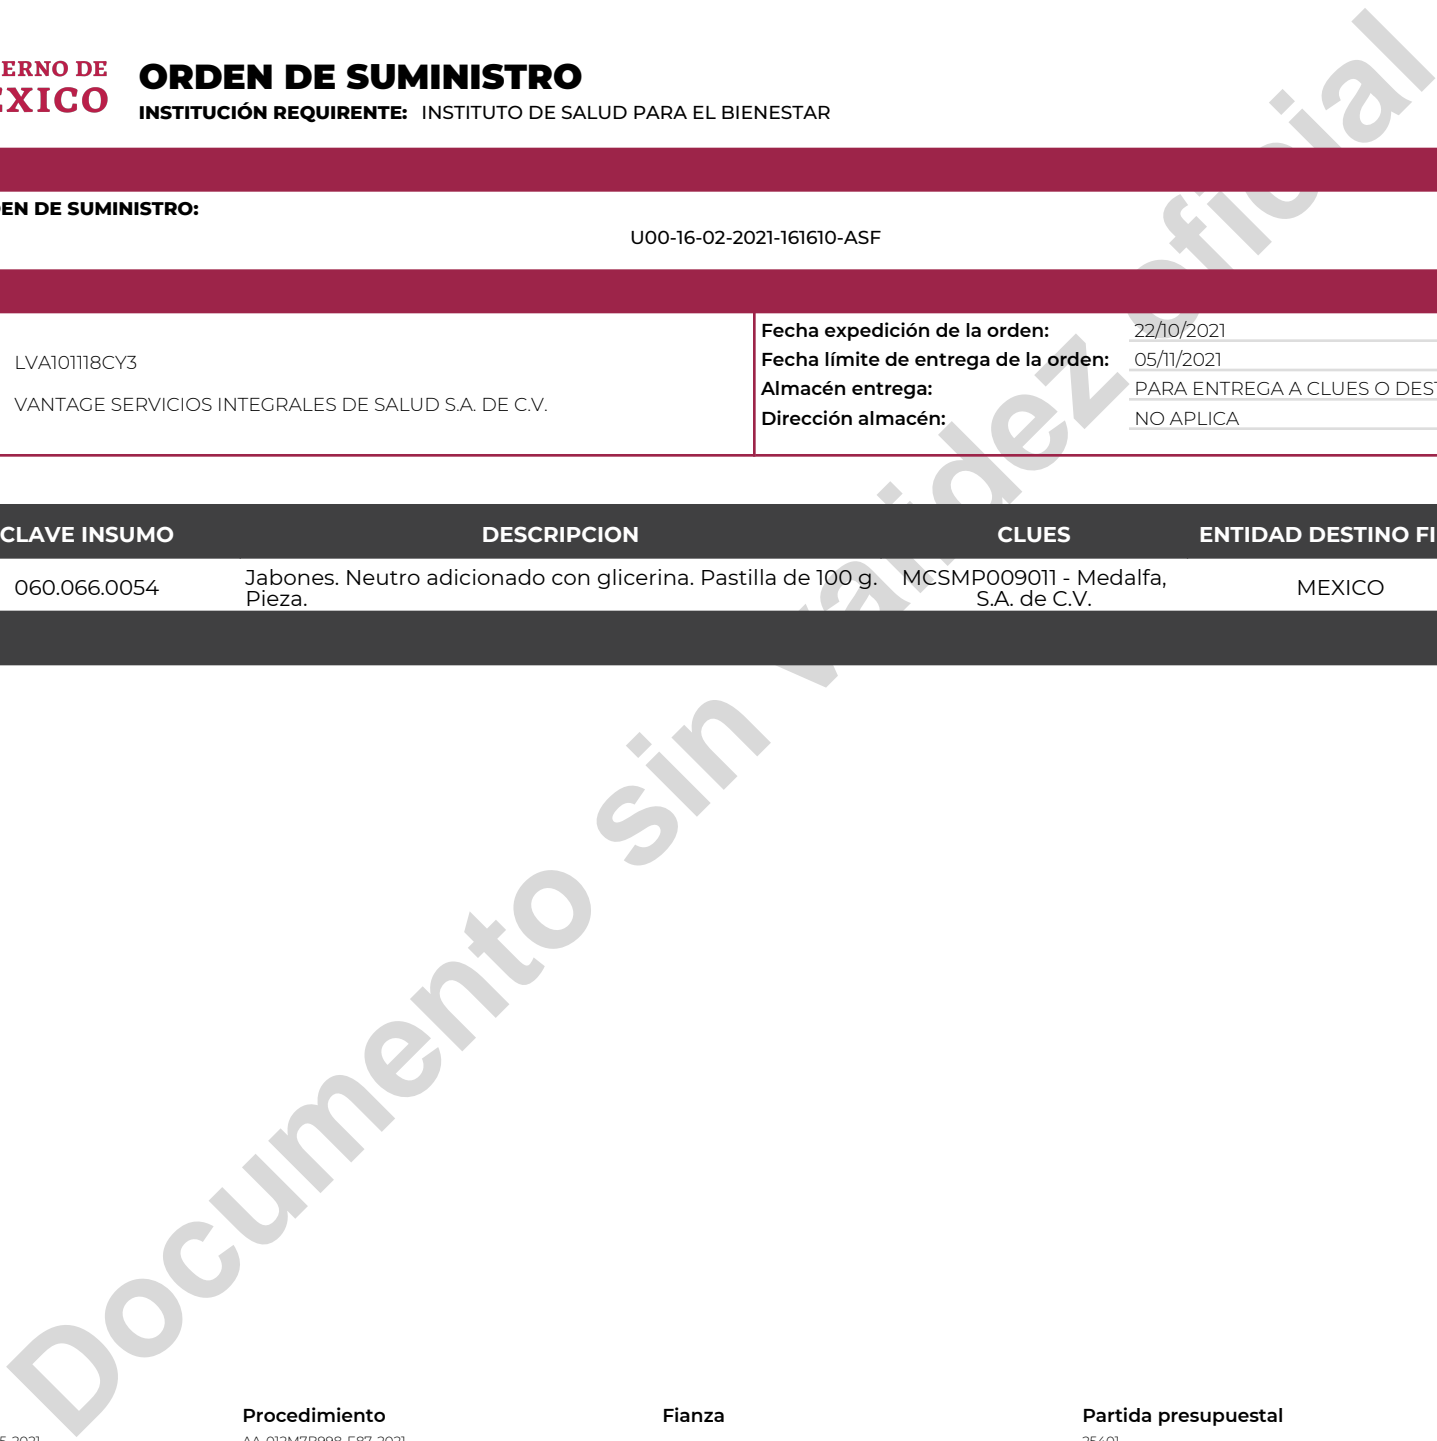 ERNO DE
EXICO
ORDEN DE SUMINISTRO
INSTITUCIÓN REQUIRENTE: INSTITUTO DE SALUD PARA EL BIENESTAR
EN DE SUMINISTRO:
U00-16-02-2021-161610-ASF
LVA101118CY3
VANTAGE SERVICIOS INTEGRALES DE SALUD S.A. DE C.V.
Fecha expedición de la orden: 22/10/2021
Fecha límite de entrega de la orden: 05/11/2021
Almacén entrega: PARA ENTREGA A CLUES O DEST
Dirección almacén: NO APLICA
CLAVE INSUMO DESCRIPCION CLUES ENTIDAD DESTINO FI
060.066.0054 Jabones. Neutro adicionado con glicerina. Pastilla de 100 g. Pieza. MCSMP009011 - Medalfa, S.A. de C.V. MEXICO
Documento sin validez oficial
Procedimiento Fianza Partida presupuestal